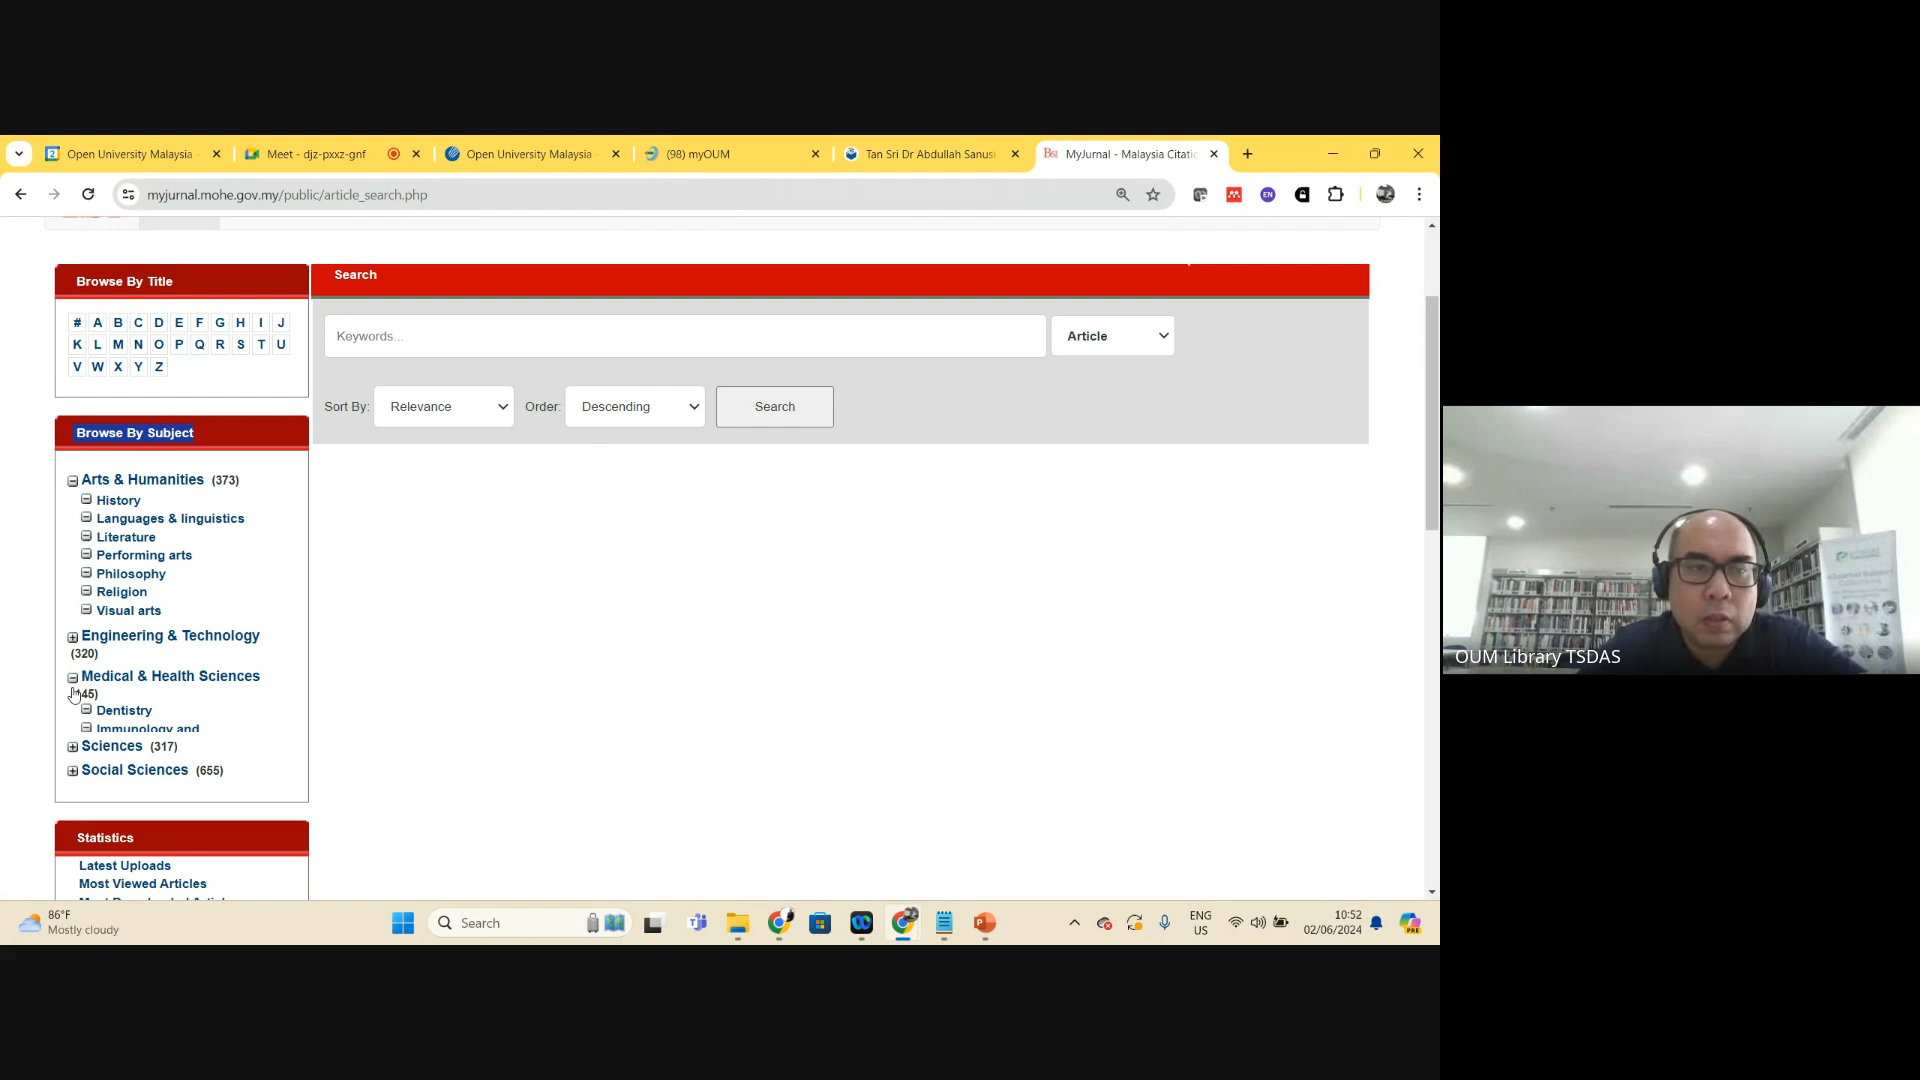 Open University Malaysia
Meet - djz-pxxz-gnf
Open University Malaysia
(98) myOUM
Tan Sri Dr Abdullah Sanusi
MyJurnal - Malaysia Citatic
myjurnal.mohe.gov.my/public/article_search.php
Browse By Title
# A B C D E F G H I J
K L M N O P Q R S T U
V W X Y Z
Search
Keywords...
Article
Sort By:
Relevance
Order:
Descending
Search
Browse By Subject
Arts & Humanities (373)
History
Languages & linguistics
Literature
Performing arts
Philosophy
Religion
Visual arts
Engineering & Technology
(320)
Medical & Health Sciences
45)
Dentistry
Immunology and
Sciences (317)
Social Sciences (655)
Statistics
Latest Uploads
Most Viewed Articles
OUM Library TSDAS
86°F
Mostly cloudy
Search
ENG
US
10:52
02/06/2024